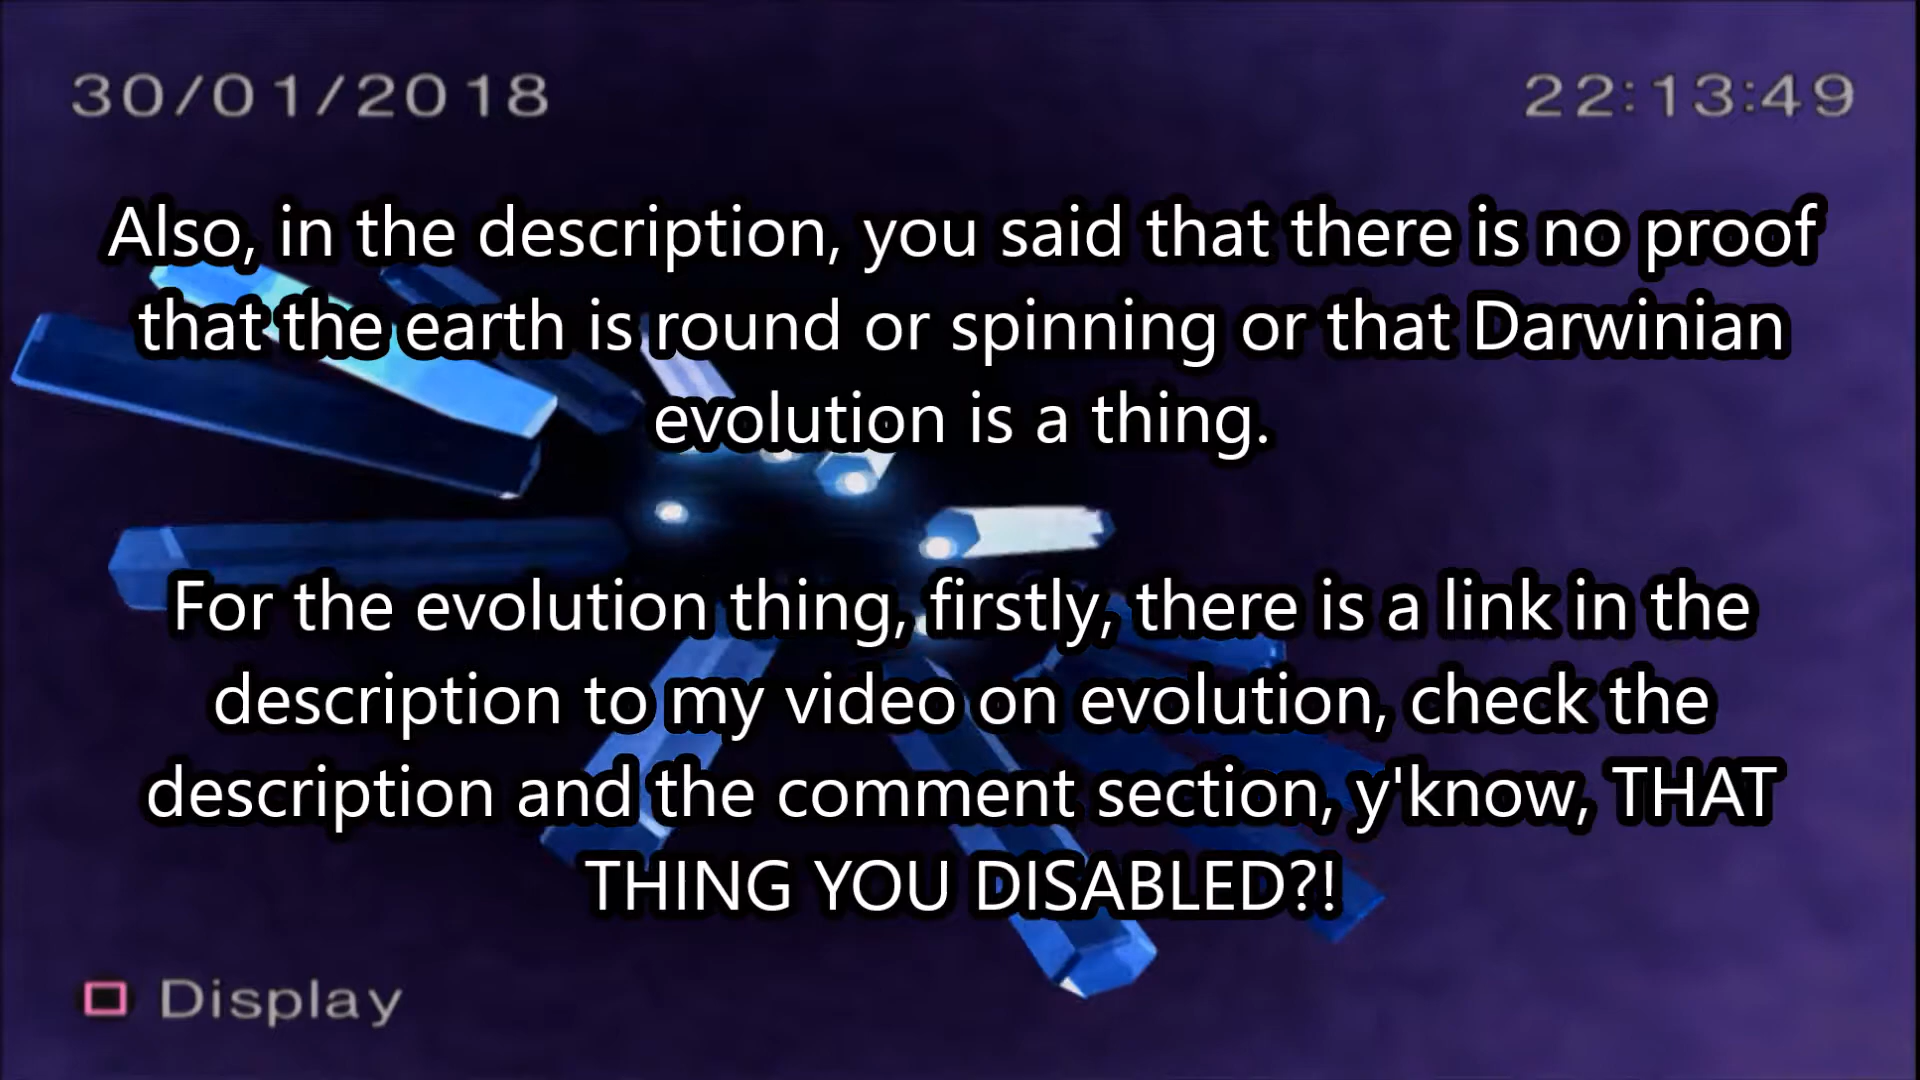 30/01/2018
22:13:49
Also, in the description, you said that there is no proof
that the earth is round or spinning or that Darwinian
evolution is a thing.
For the evolution thing, firstly, there is a link in the
description to my video on evolution, check the
description and the comment section, y'know, THAT
THING YOU DISABLED?!
Display